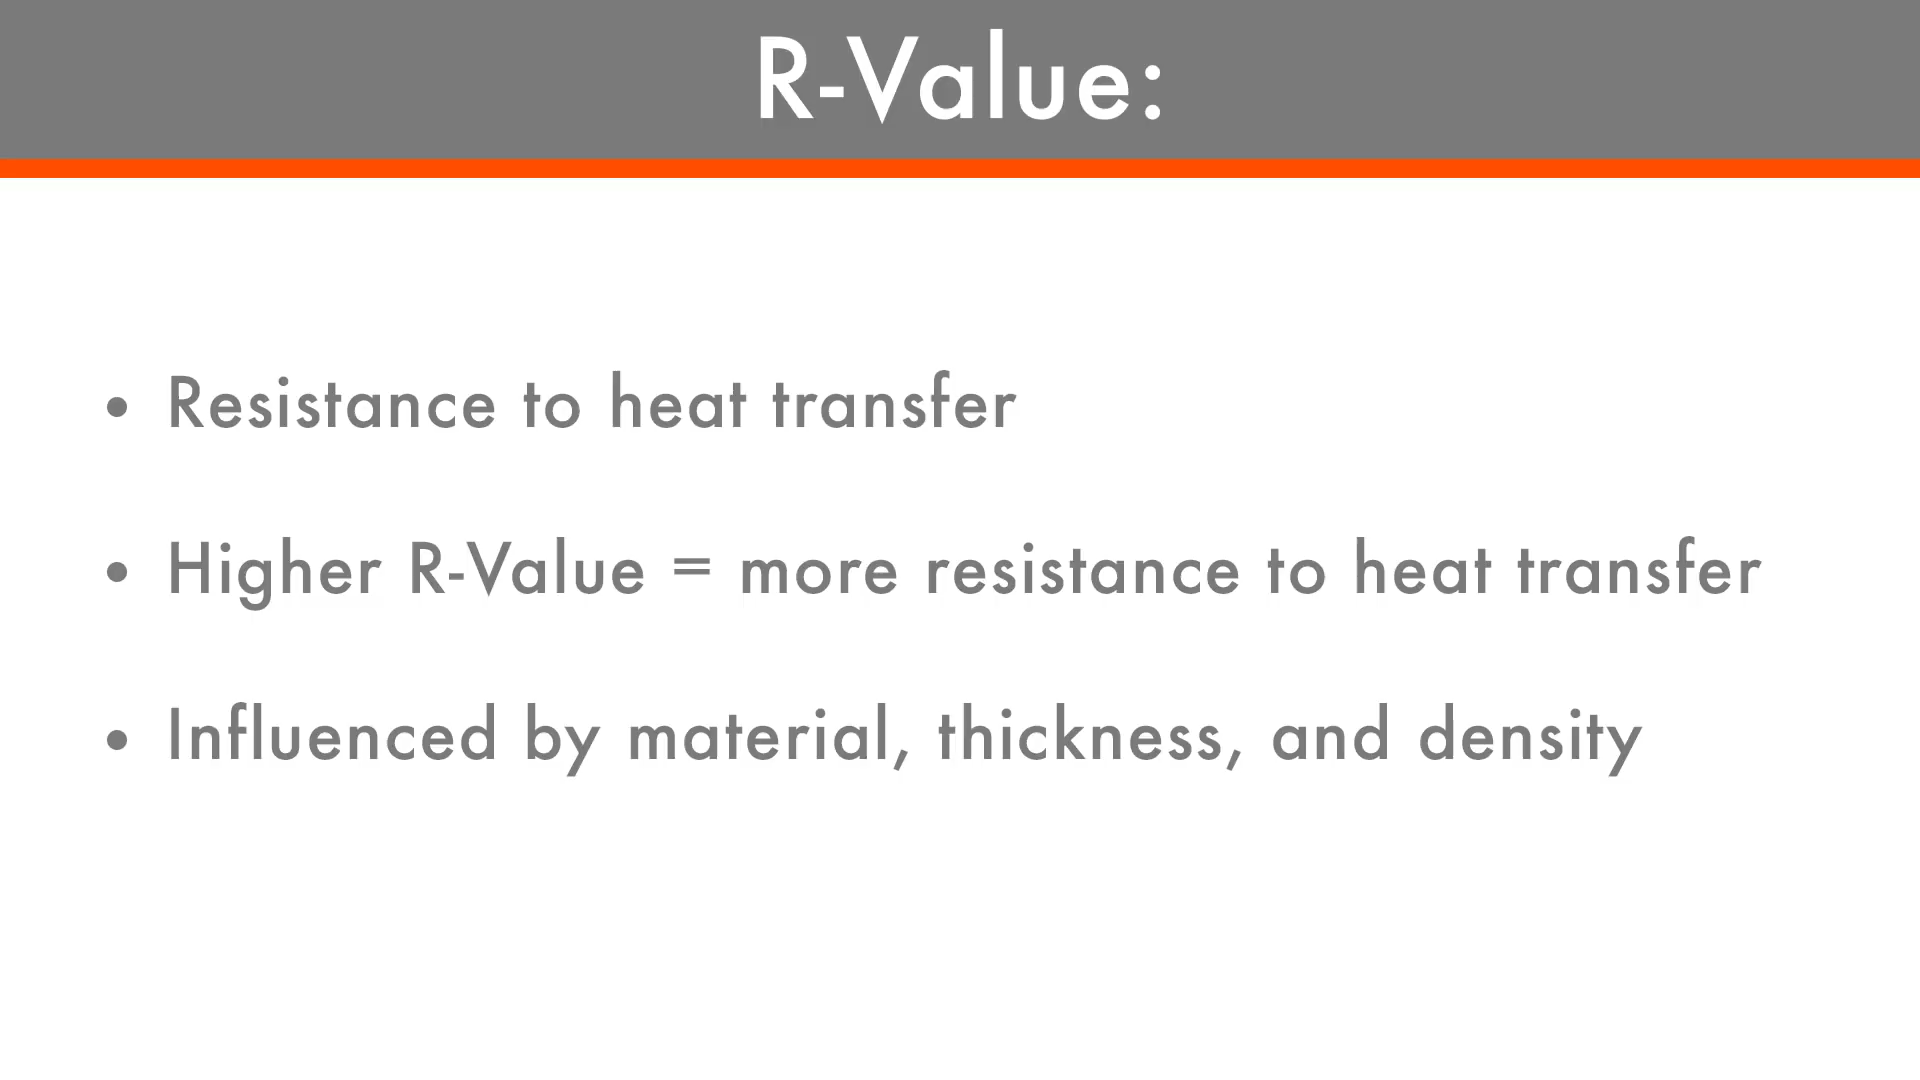 R-Value:
• Resistance to heat transfer
• Higher R-Value = more resistance to heat transfer
• Influenced by material, thickness, and density